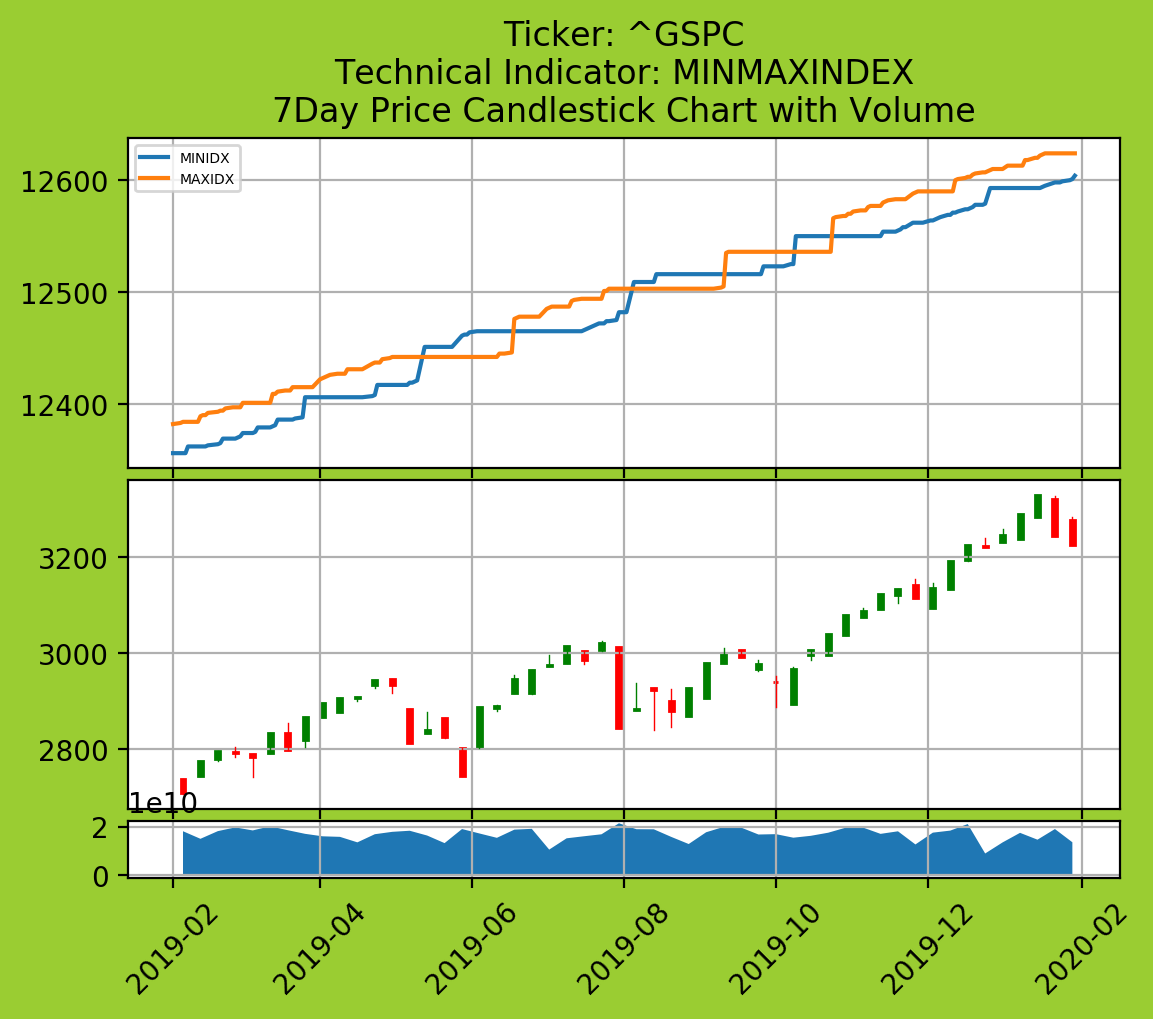 Ticker: ^GSPC
Technical Indicator: MINMAXINDEX
7Day Price Candlestick Chart with Volume
MINIDX
MAXIDX
12600
12500
12400
3200
3000
2800
1e10
2
0
2019-02
2019-04
2019-06
2019-08
2019-10
2019-12
2020-02